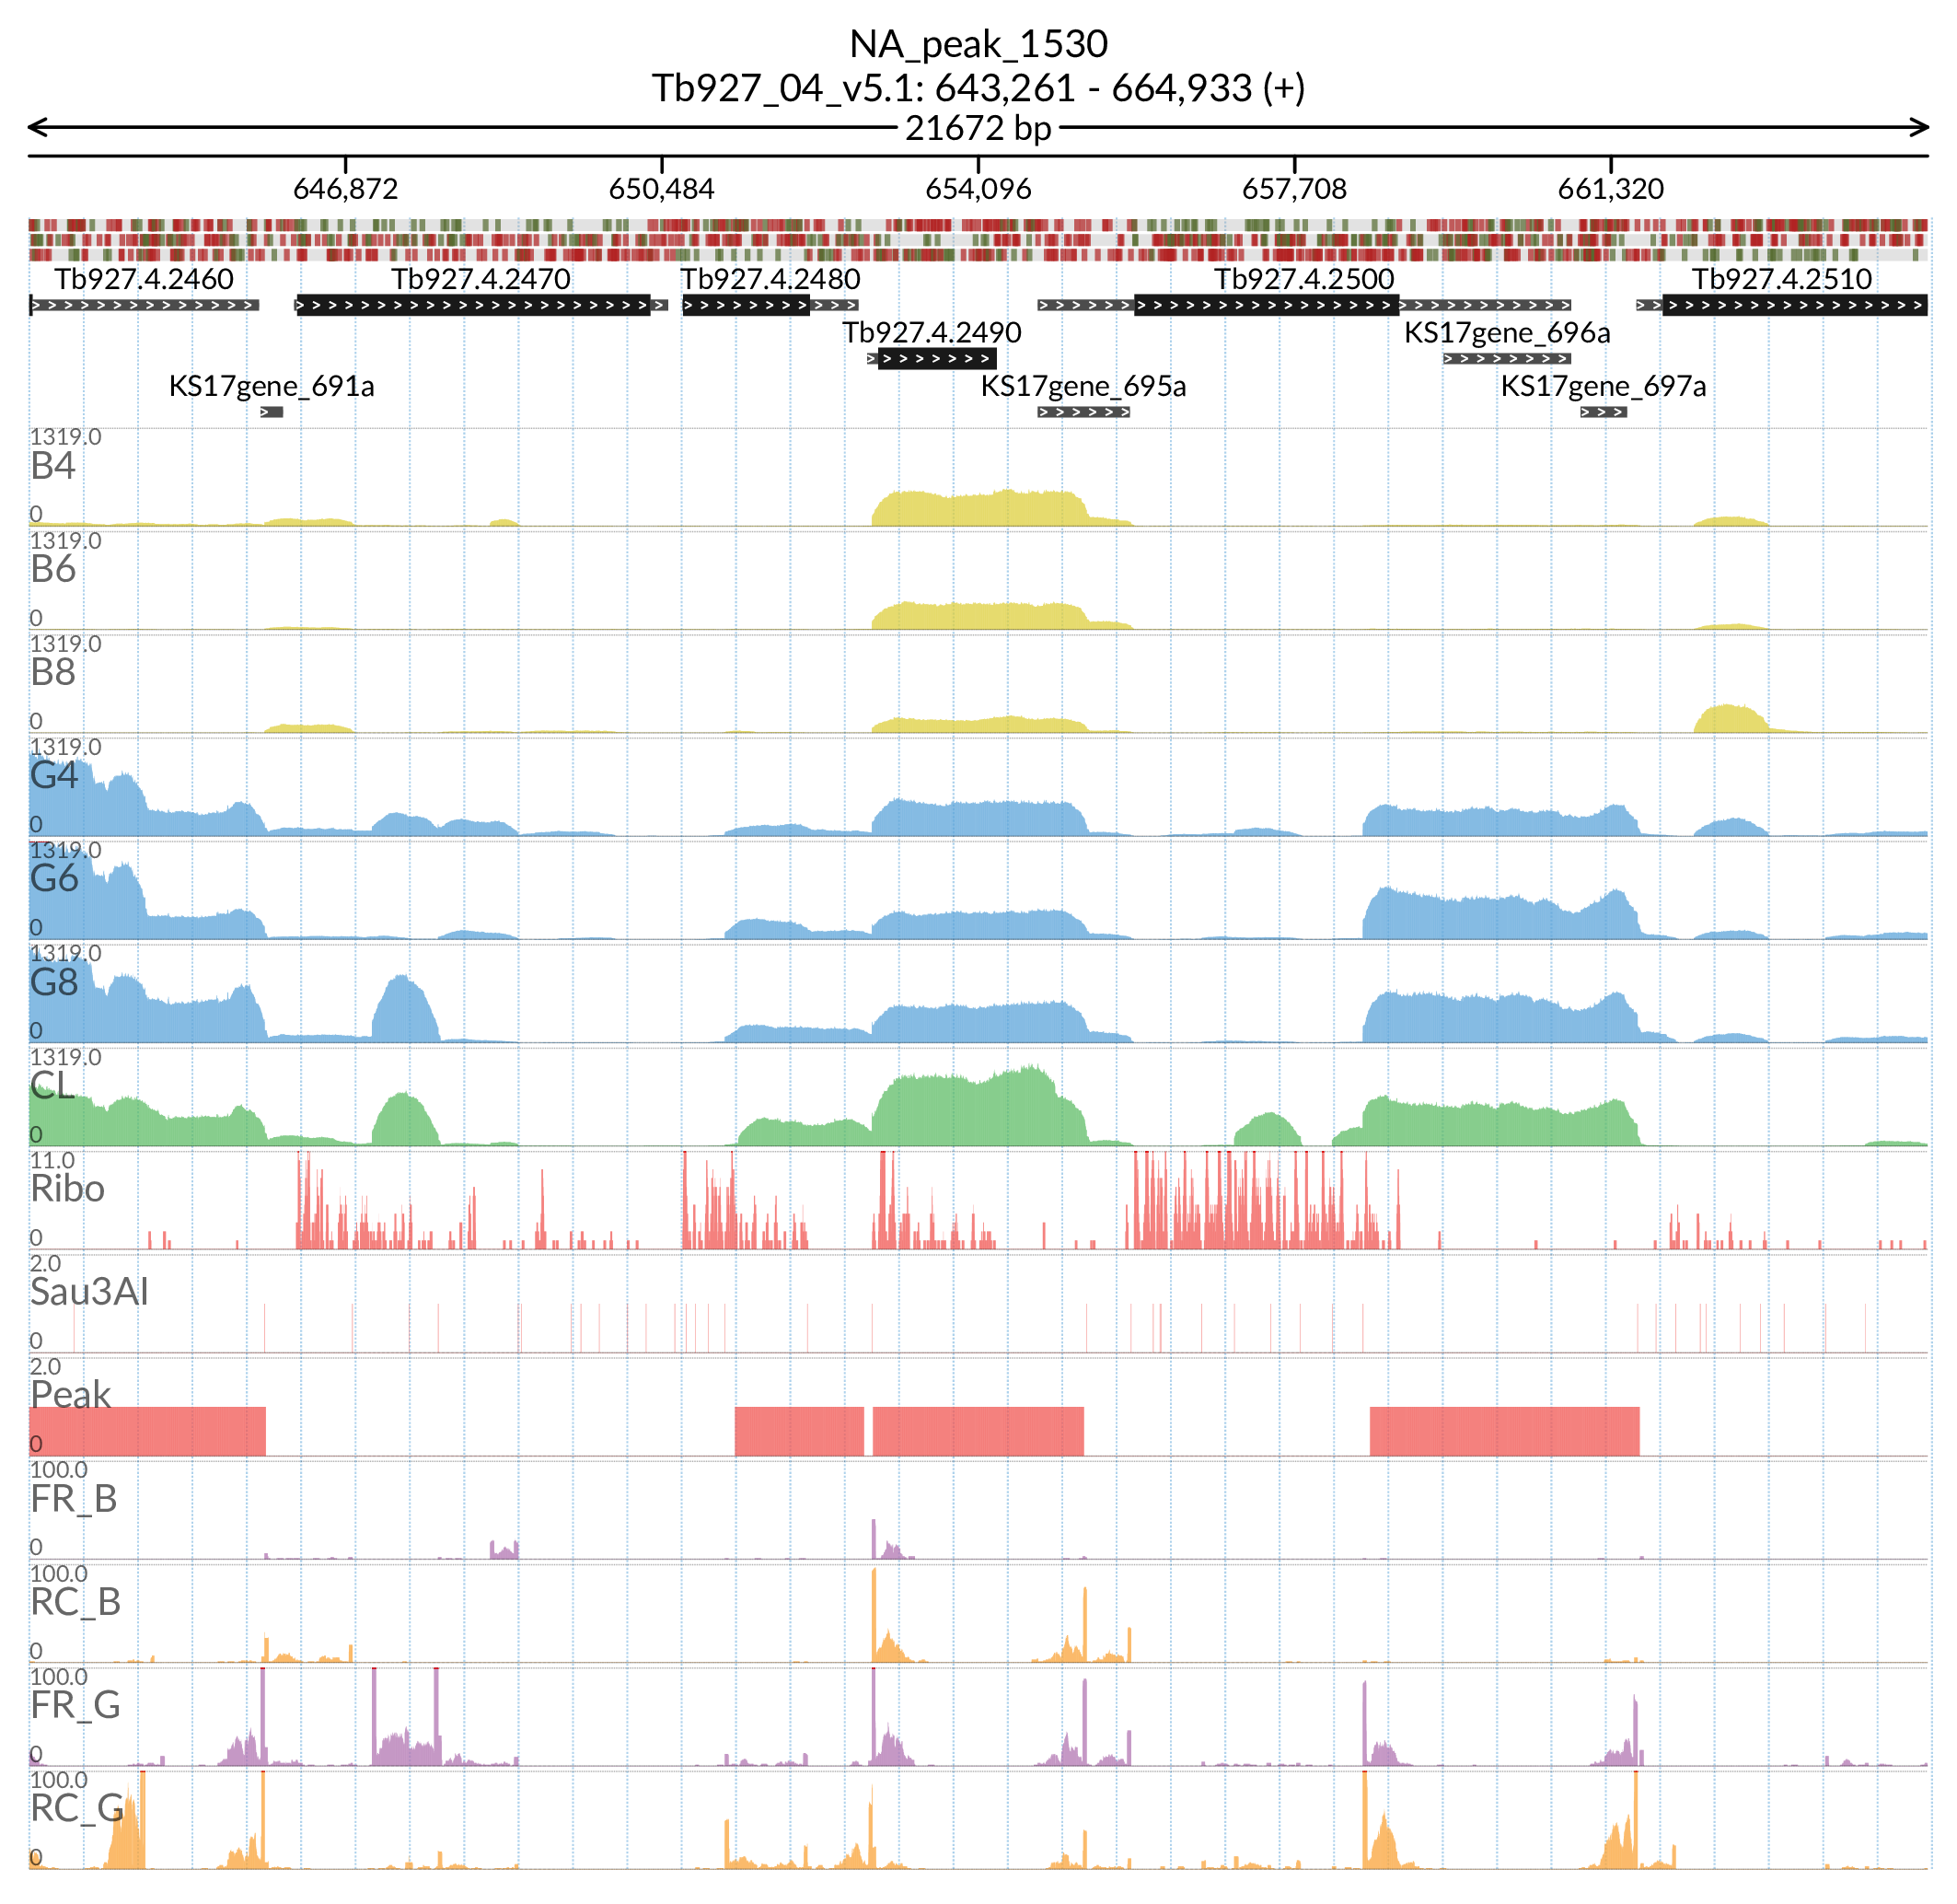 NA_peak_1530
Tb927_04_v5.1: 643,261 - 664,933 (+)
21672 bp
646,872 650,484 654,096 657,708 661,320
Tb927.4.2460 Tb927.4.2470 Tb927.4.2480 Tb927.4.2500 Tb927.4.2510
Tb927.4.2490 KS17gene_696a
KS17gene_691a KS17gene_695a KS17gene_697a
1319.0
B4
0
1319.0
B6
0
1319.0
B8
0
1319.0
G4
0
1319.0
G6
0
1319.0
G8
0
1319.0
CL
0
11.0
Ribo
0
2.0
Sau3AI
0
2.0
Peak
0
100.0
FR_B
0
100.0
RC_B
0
100.0
FR_G
0
100.0
RC_G
0